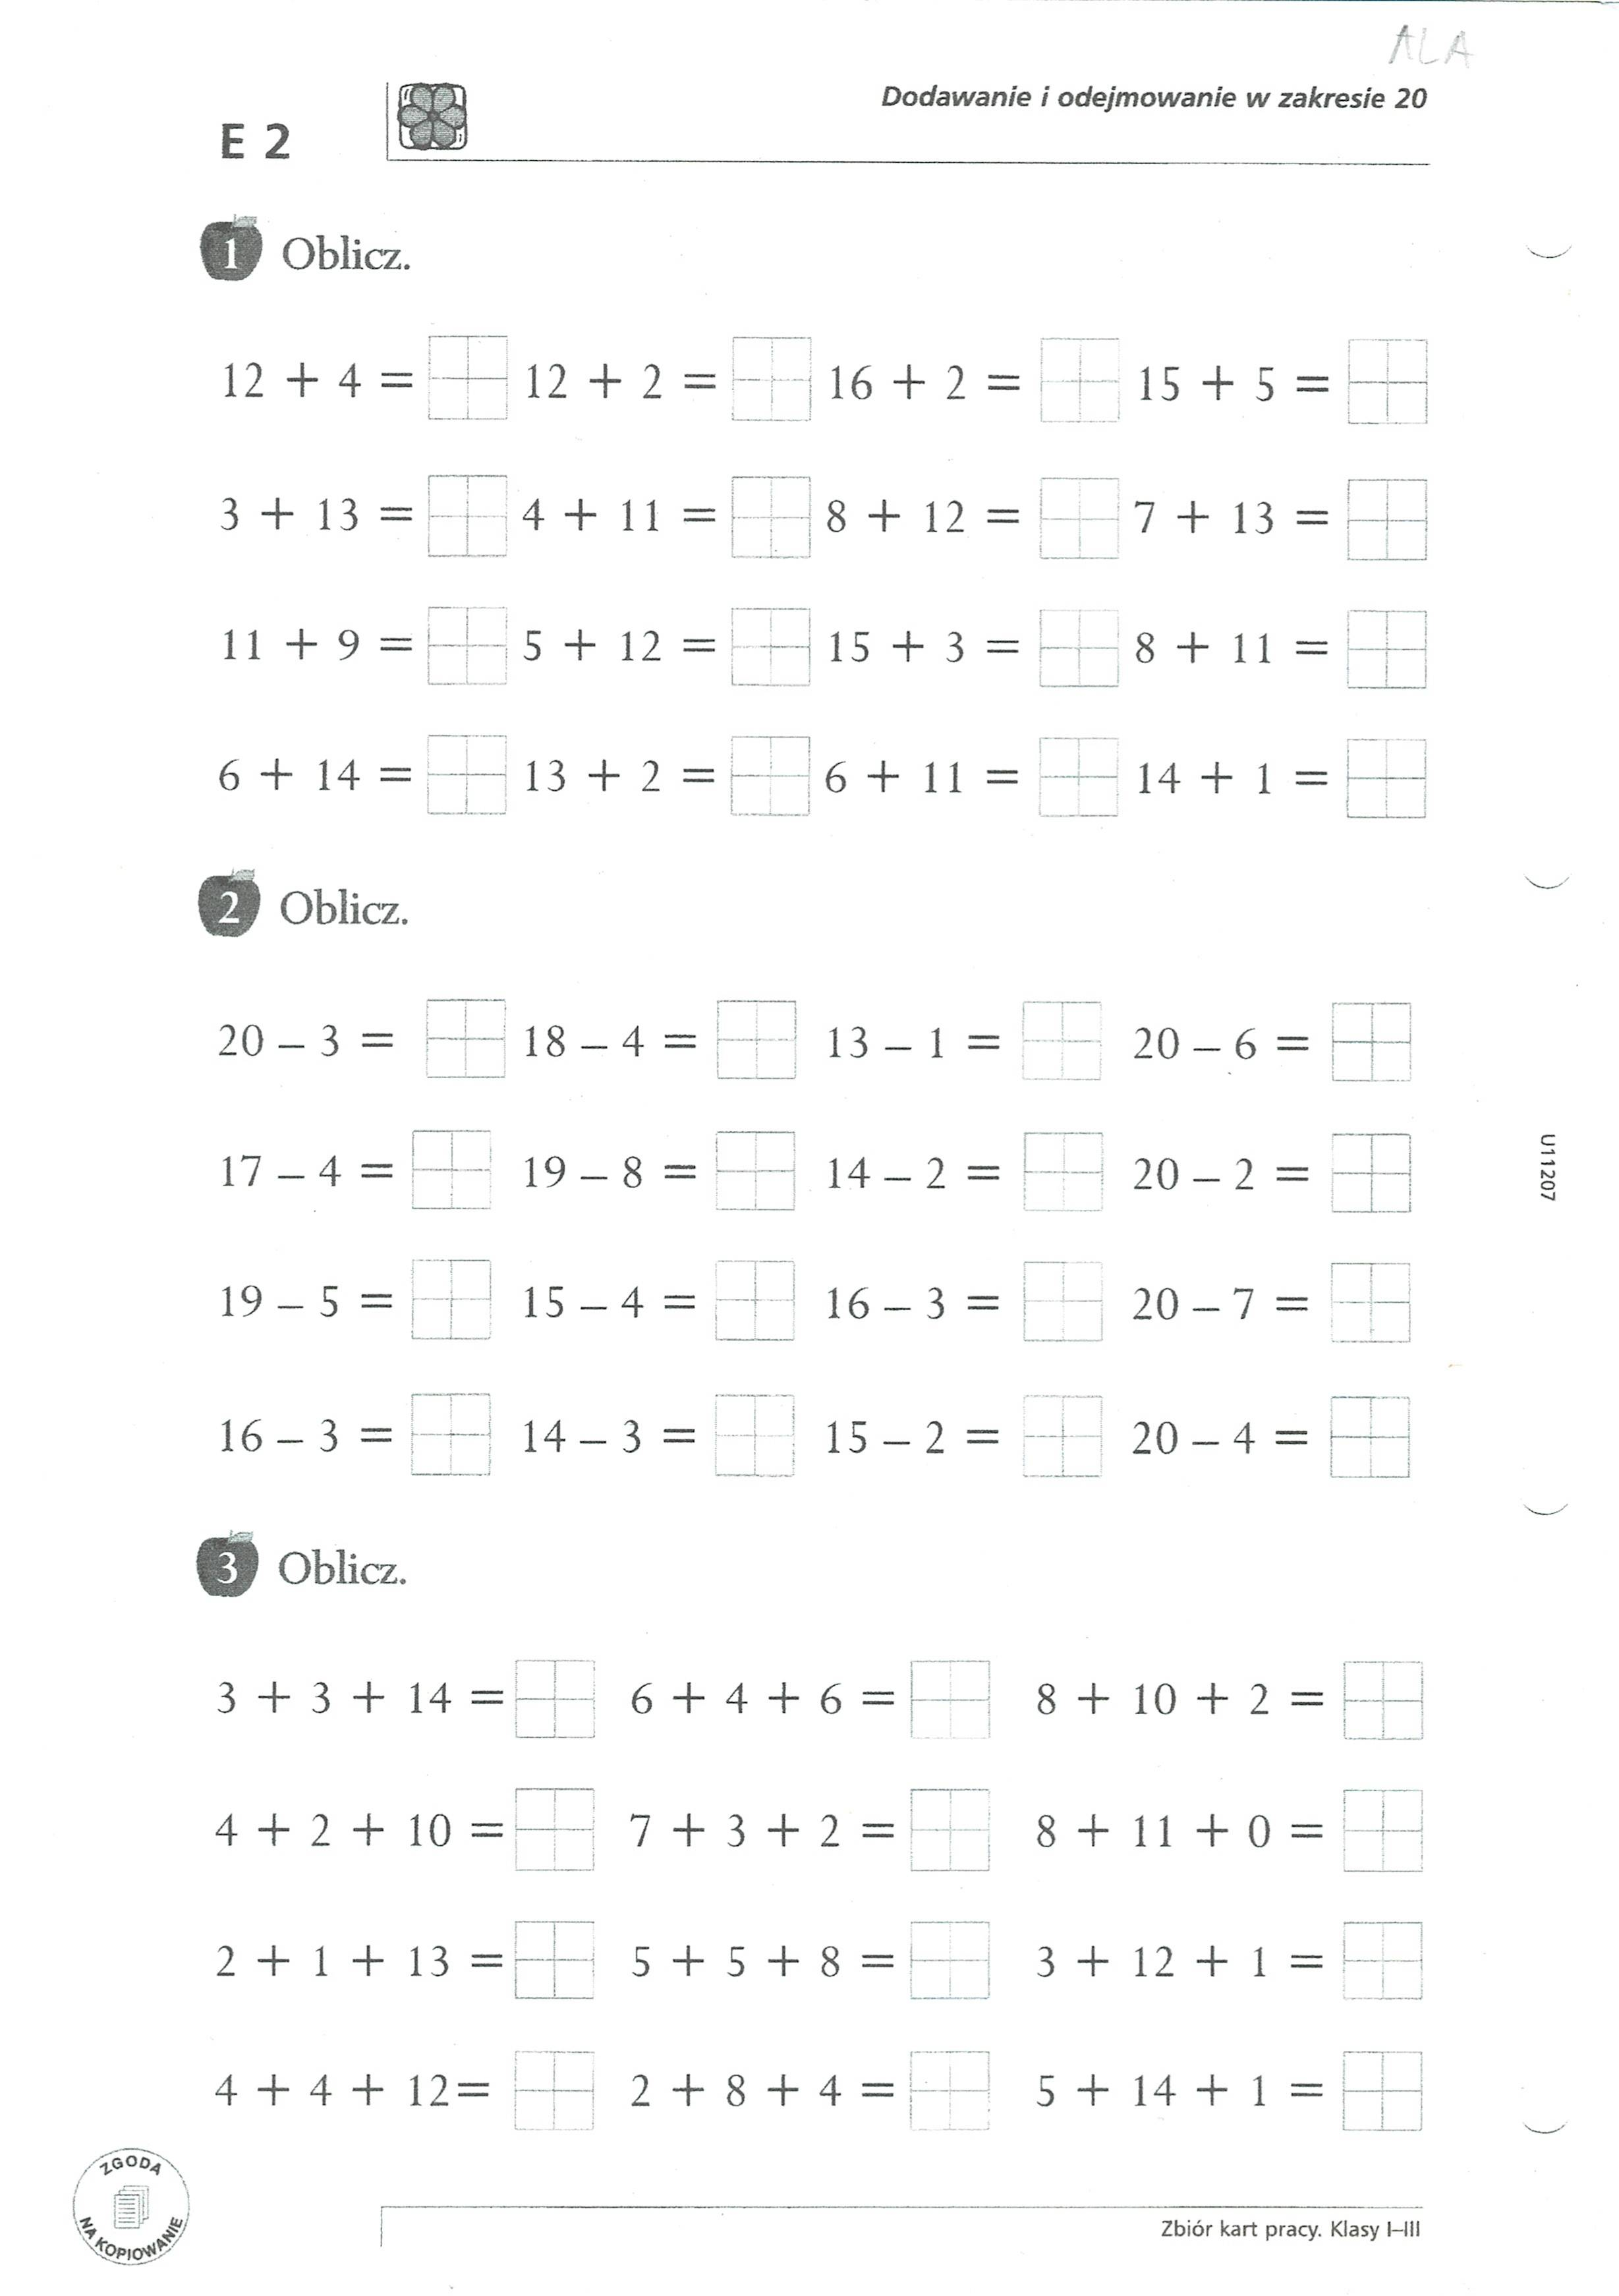 ALA
Dodawanie i odejmowanie w zakresie 20
E 2
1 Oblicz.
12 + 4 = 12 + 2 = 16 + 2 = 15 + 5 =
3 + 13 = 4 + 11 = 8 + 12 = 7 + 13 =
11 + 9 = 5 + 12 = 15 + 3 = 8 + 11 =
6 + 14 = 13 + 2 = 6 + 11 = 14 + 1 =
2 Oblicz.
20 – 3 = 18 – 4 = 13 – 1 = 20 – 6 =
17 – 4 = 19 – 8 = 14 – 2 = 20 – 2 =
19 – 5 = 15 – 4 = 16 – 3 = 20 – 7 =
16 – 3 = 14 – 3 = 15 – 2 = 20 – 4 =
U11207
3 Oblicz.
3 + 3 + 14 = 6 + 4 + 6 = 8 + 10 + 2 =
4 + 2 + 10 = 7 + 3 + 2 = 8 + 11 + 0 =
2 + 1 + 13 = 5 + 5 + 8 = 3 + 12 + 1 =
4 + 4 + 12= 2 + 8 + 4 = 5 + 14 + 1 =
ZGODA
NA KOPIOWANIE
Zbiór kart pracy. Klasy I–III